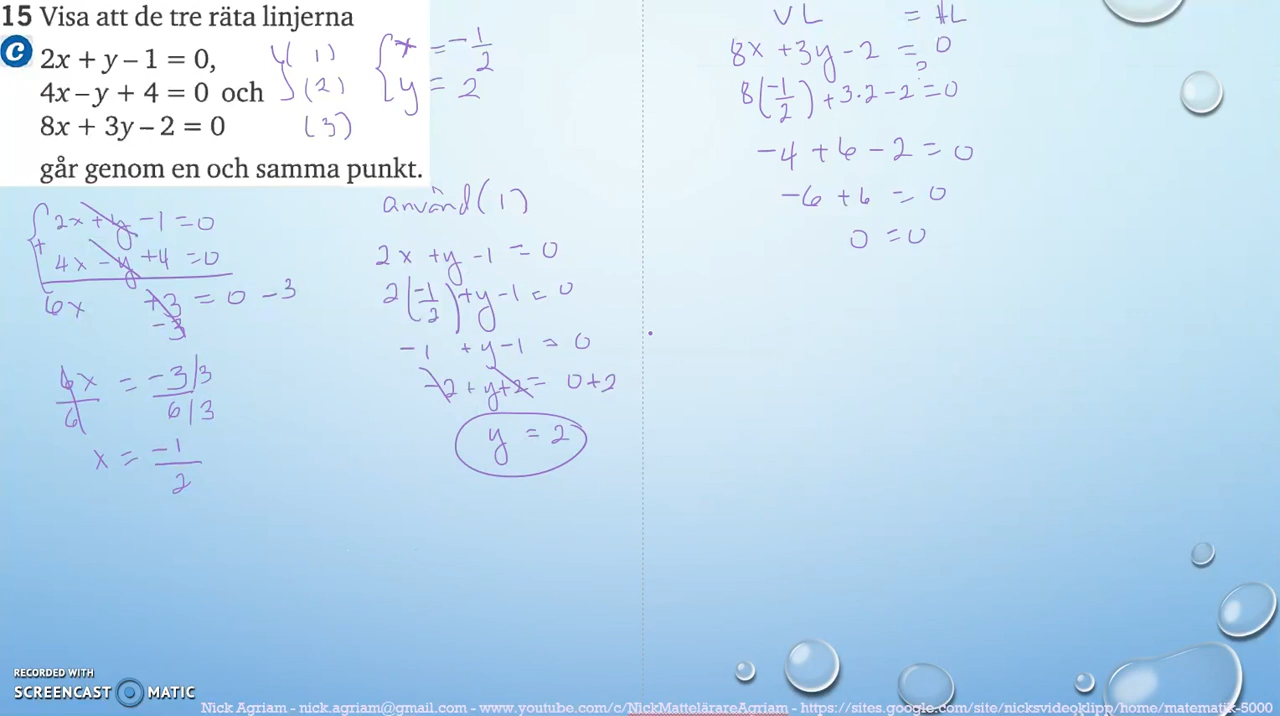 15 Visa att de tre räta linjerna
C 2x + y – 1 = 0, (1)
4x – y + 4 = 0 och (2)
8x + 3y – 2 = 0 (3)
går genom en och samma punkt.
x = -1/2
y = 2
2x + y - 1 = 0
+ 4x - y + 4 = 0
6x + 3 = 0 - 3
-3
6x/6 = -3/3 / 6/3
x = -1/2
använd (1)
2x + y - 1 = 0
2(-1/2) + y - 1 = 0
-1 + y - 1 = 0
-2 + y + 2 = 0 + 2
y = 2
VL = HL
8x + 3y - 2 = 0
?
8(-1/2) + 3·2 - 2 = 0
-4 + 6 - 2 = 0
-6 + 6 = 0
0 = 0
RECORDED WITH
SCREENCAST MATIC
Nick Agriam - nick.agriam@gmail.com - www.youtube.com/c/NickMattelärareAgriam - https://sites.google.com/site/nicksvideoklipp/home/matematik-5000